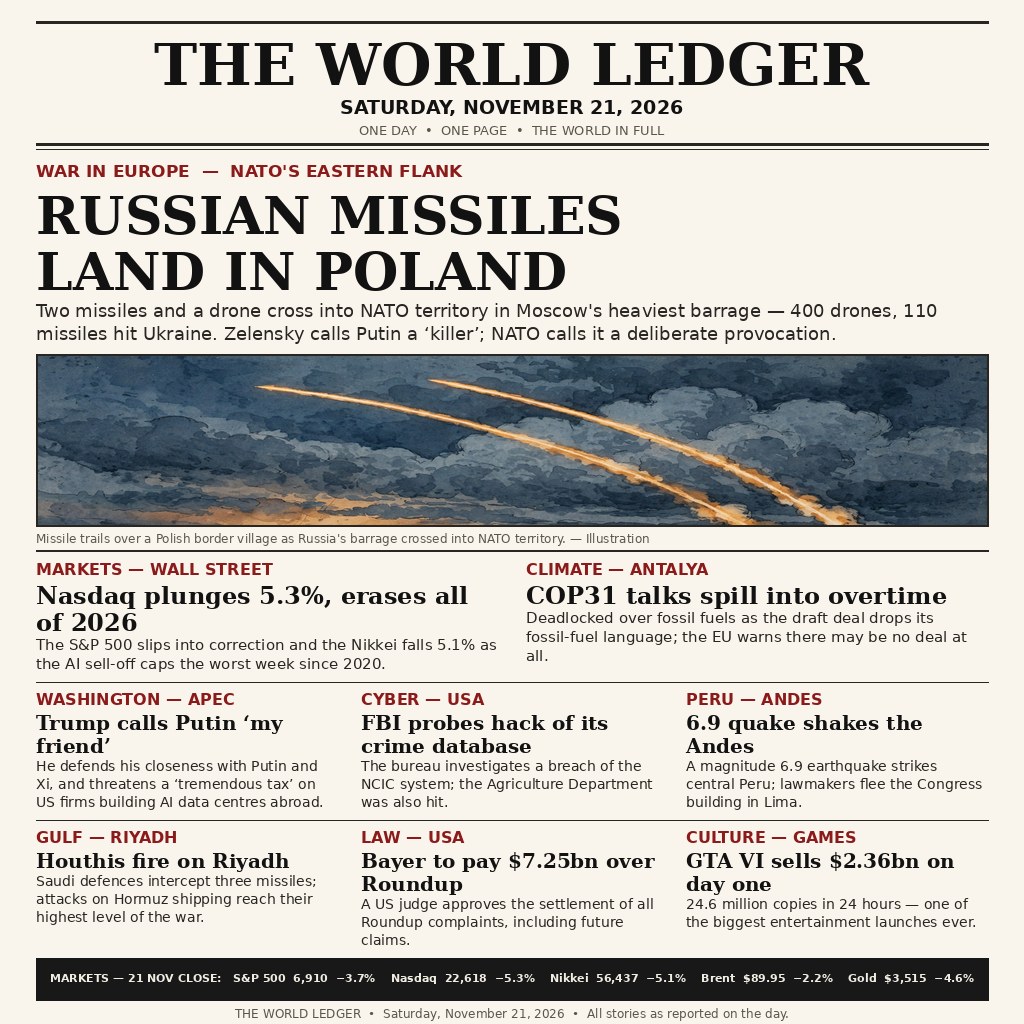 THE WORLD LEDGER
SATURDAY, NOVEMBER 21, 2026
ONE DAY • ONE PAGE • THE WORLD IN FULL
WAR IN EUROPE — NATO'S EASTERN FLANK
RUSSIAN MISSILES
LAND IN POLAND
Two missiles and a drone cross into NATO territory in Moscow's heaviest barrage — 400 drones, 110
missiles hit Ukraine. Zelensky calls Putin a ‘killer’; NATO calls it a deliberate provocation.
Missile trails over a Polish border village as Russia's barrage crossed into NATO territory. — Illustration
MARKETS — WALL STREET
Nasdaq plunges 5.3%, erases all
of 2026
The S&P 500 slips into correction and the Nikkei falls 5.1% as
the AI sell-off caps the worst week since 2020.
CLIMATE — ANTALYA
COP31 talks spill into overtime
Deadlocked over fossil fuels as the draft deal drops its
fossil-fuel language; the EU warns there may be no deal at
all.
WASHINGTON — APEC
Trump calls Putin ‘my
friend’
He defends his closeness with Putin and
Xi, and threatens a ‘tremendous tax’ on
US firms building AI data centres abroad.
CYBER — USA
FBI probes hack of its
crime database
The bureau investigates a breach of the
NCIC system; the Agriculture Department
was also hit.
PERU — ANDES
6.9 quake shakes the
Andes
A magnitude 6.9 earthquake strikes
central Peru; lawmakers flee the Congress
building in Lima.
GULF — RIYADH
Houthis fire on Riyadh
Saudi defences intercept three missiles;
attacks on Hormuz shipping reach their
highest level of the war.
LAW — USA
Bayer to pay $7.25bn over
Roundup
A US judge approves the settlement of all
Roundup complaints, including future
claims.
CULTURE — GAMES
GTA VI sells $2.36bn on
day one
24.6 million copies in 24 hours — one of
the biggest entertainment launches ever.
MARKETS — 21 NOV CLOSE: S&P 500 6,910 −3.7% Nasdaq 22,618 −5.3% Nikkei 56,437 −5.1% Brent $89.95 −2.2% Gold $3,515 −4.6%
THE WORLD LEDGER • Saturday, November 21, 2026 • All stories as reported on the day.